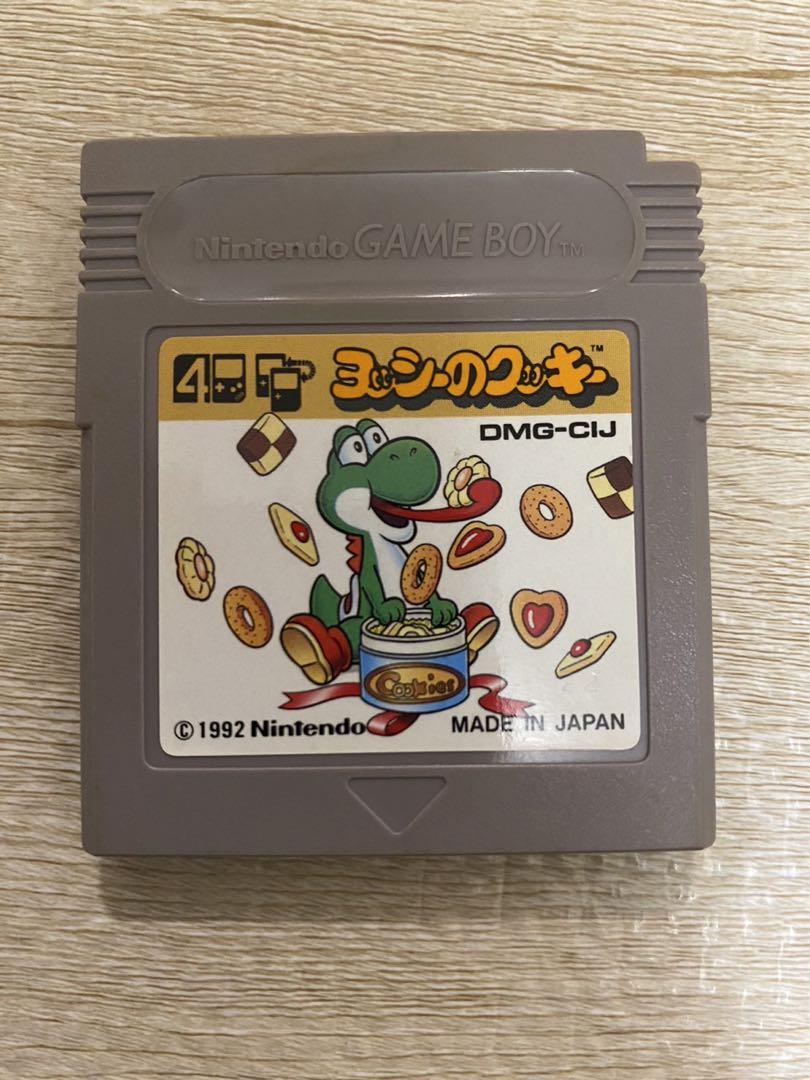 Nintendo GAME BOY™
4 ヨッシーのクッキー™
DMG-CIJ
Cookies
©1992 Nintendo MADE IN JAPAN